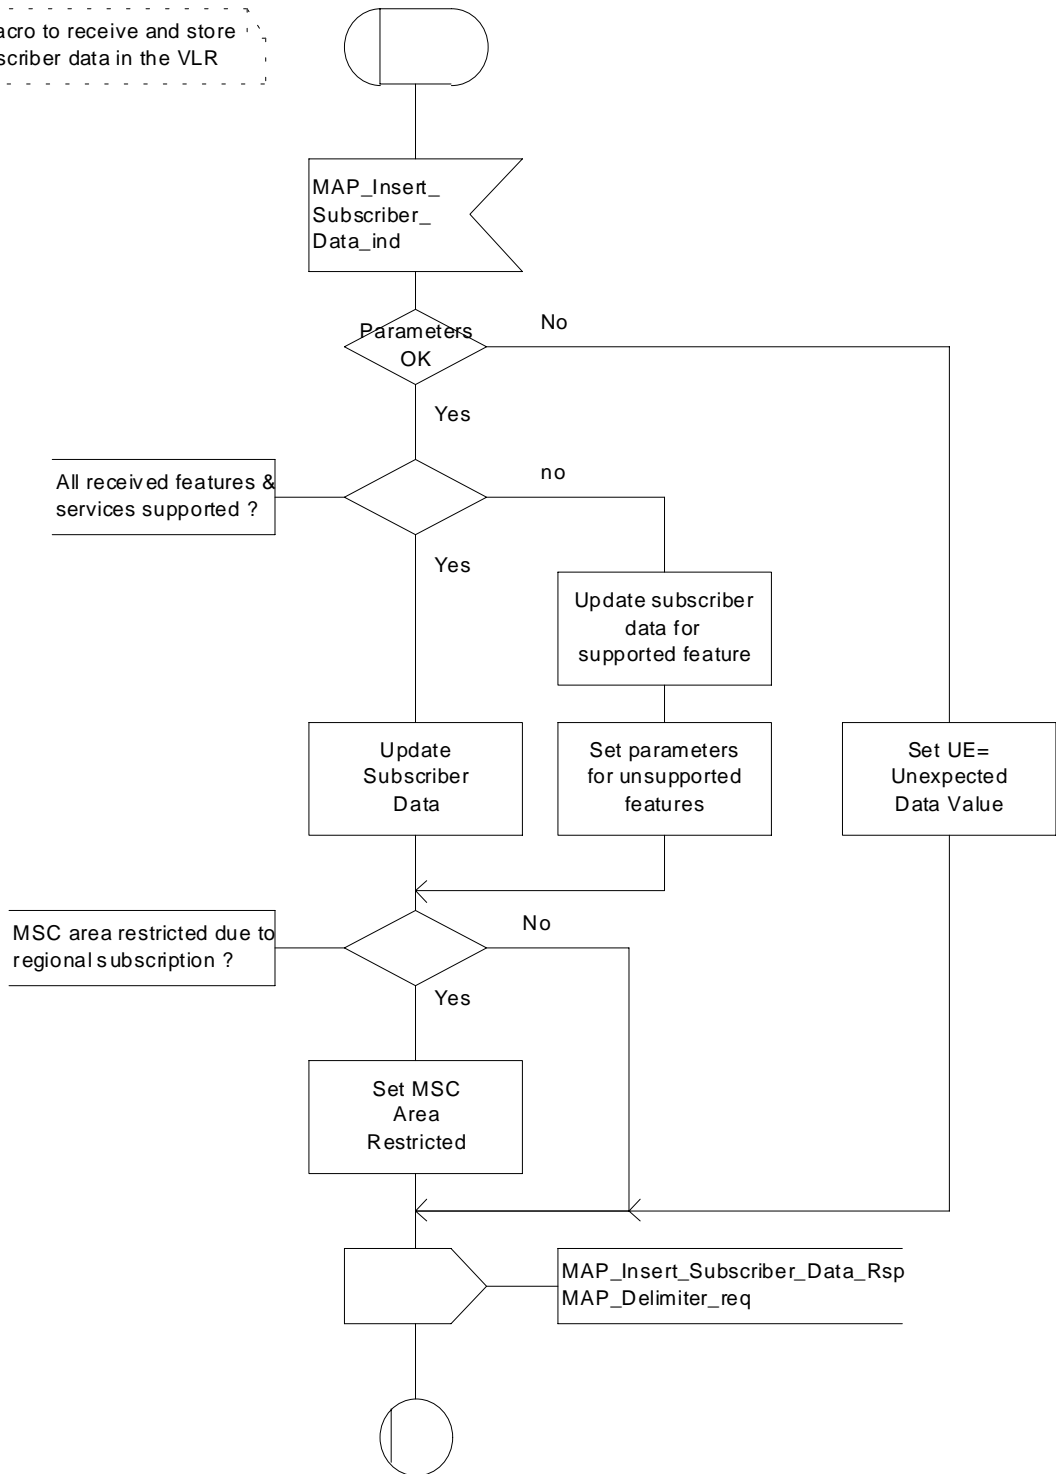 acro to receive and store
scriber data in the VLR
MAP_Insert_
Subscriber_
Data_ind
Parameters
OK
No
Yes
All received features &
services supported ?
no
Yes
Update subscriber
data for
supported feature
Update
Subscriber
Data
Set parameters
for unsupported
features
Set UE=
Unexpected
Data Value
MSC area restricted due to
regional subscription ?
No
Yes
Set MSC
Area
Restricted
MAP_Insert_Subscriber_Data_Rsp
MAP_Delimiter_req